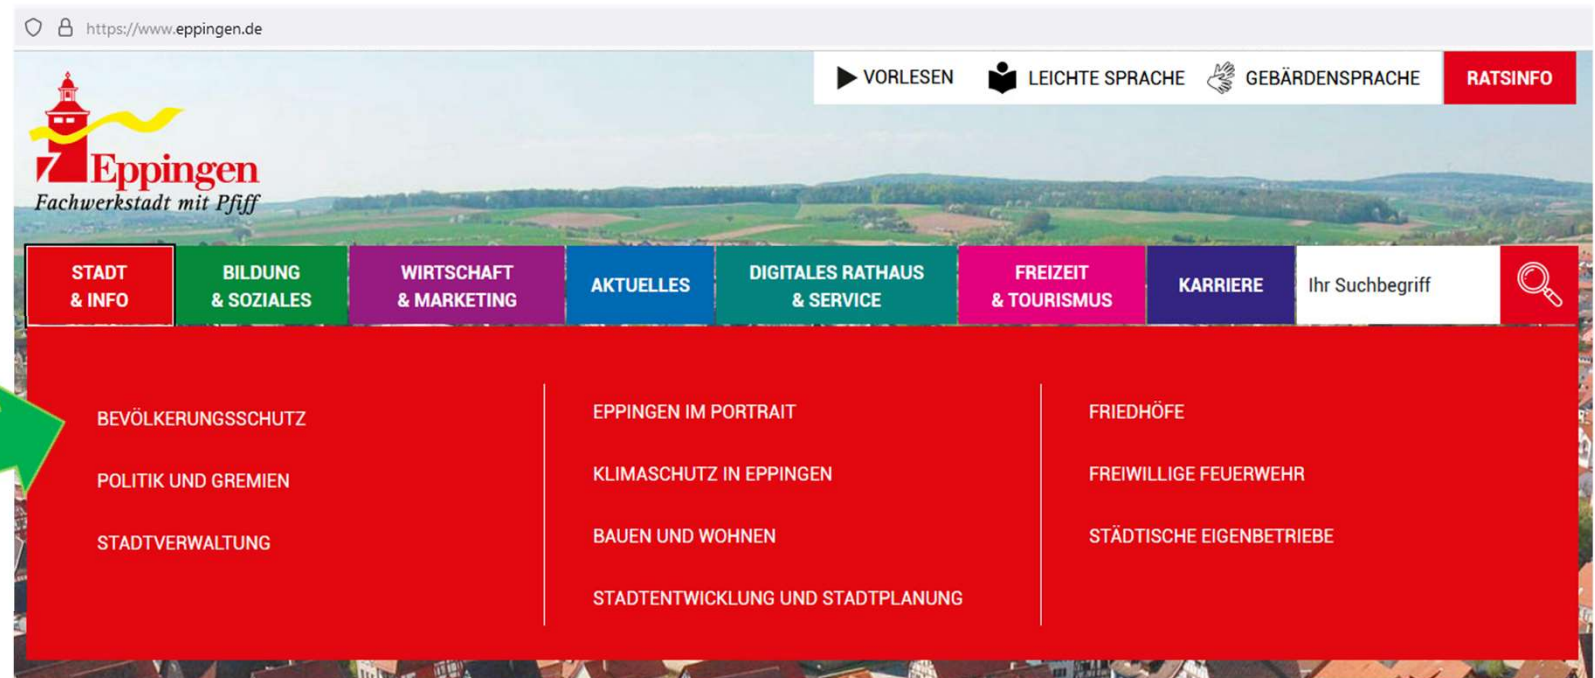 https://www.eppingen.de
VORLESEN LEICHTE SPRACHE GEBÄRDENSPRACHE RATSINFO
Eppingen
Fachwerkstadt mit Pfiff
STADT & INFO
BILDUNG & SOZIALES
WIRTSCHAFT & MARKETING
AKTUELLES
DIGITALES RATHAUS & SERVICE
FREIZEIT & TOURISMUS
KARRIERE
Ihr Suchbegriff
BEVÖLKERUNGSSCHUTZ
POLITIK UND GREMIEN
STADTVERWALTUNG
EPPINGEN IM PORTRAIT
KLIMASCHUTZ IN EPPINGEN
BAUEN UND WOHNEN
STADTENTWICKLUNG UND STADTPLANUNG
FRIEDHÖFE
FREIWILLIGE FEUERWEHR
STÄDTISCHE EIGENBETRIEBE